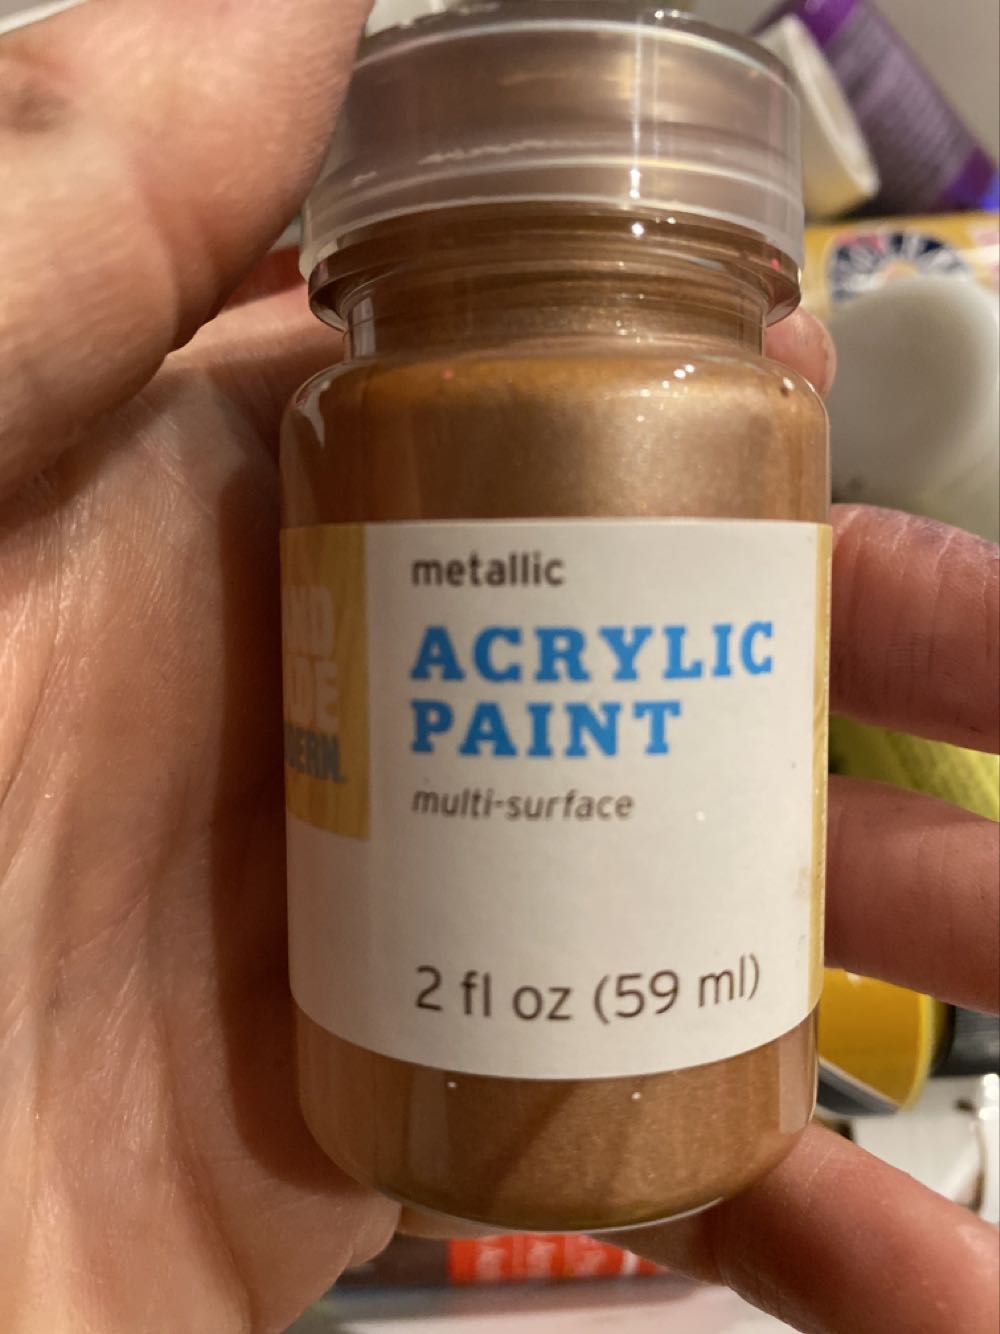 metallic
ACRYLIC
PAINT
multi-surface
2 fl oz (59 ml)